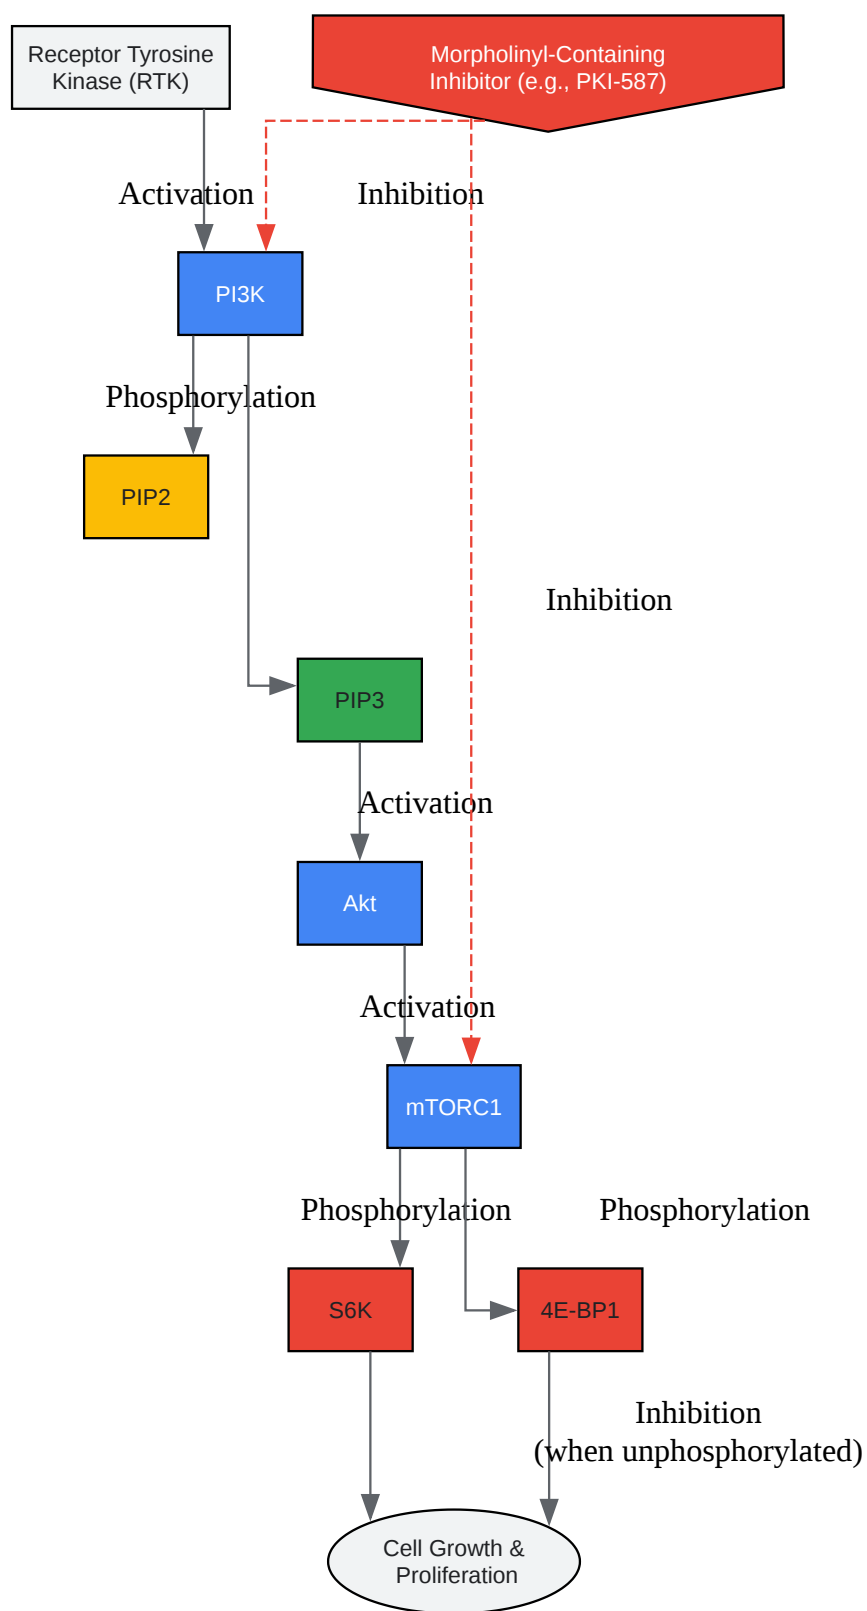 Receptor Tyrosine
Kinase (RTK)
Morpholinyl-Containing
Inhibitor (e.g., PKI-587)
Activation
Inhibition
PI3K
Phosphorylation
PIP2
Inhibition
PIP3
Activation
Akt
Activation
mTORC1
Phosphorylation
Phosphorylation
S6K
4E-BP1
Inhibition
(when unphosphorylated)
Cell Growth &
Proliferation